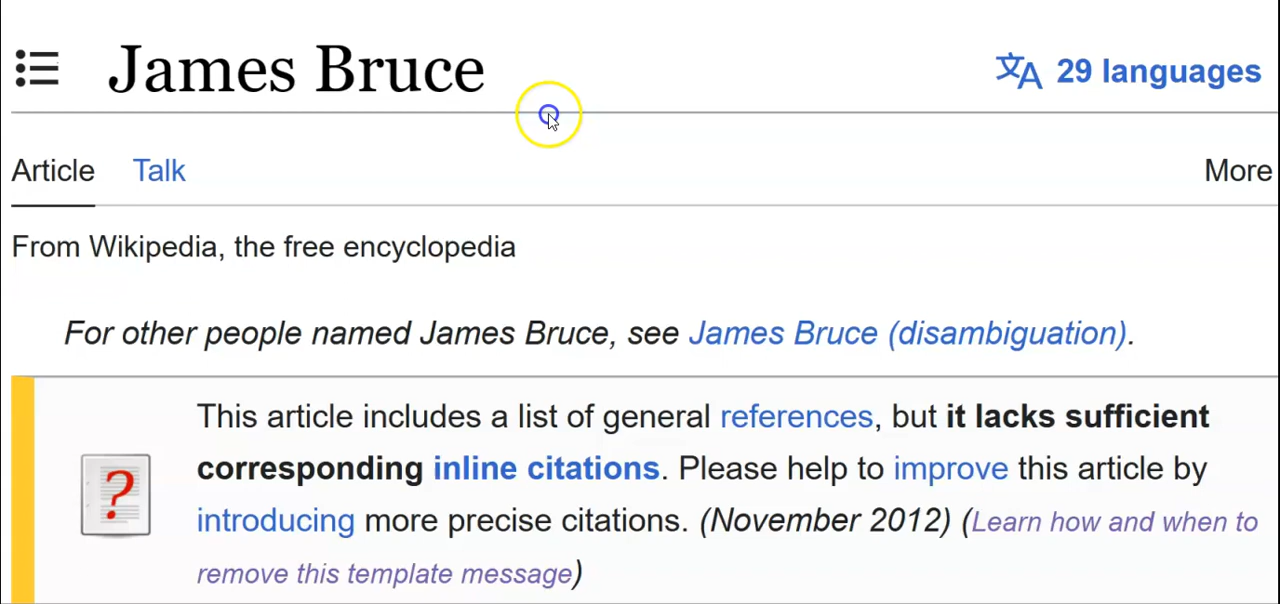 James Bruce
29 languages
Article Talk More
From Wikipedia, the free encyclopedia
For other people named James Bruce, see James Bruce (disambiguation).
This article includes a list of general references, but it lacks sufficient
corresponding inline citations. Please help to improve this article by
introducing more precise citations. (November 2012) (Learn how and when to
remove this template message)